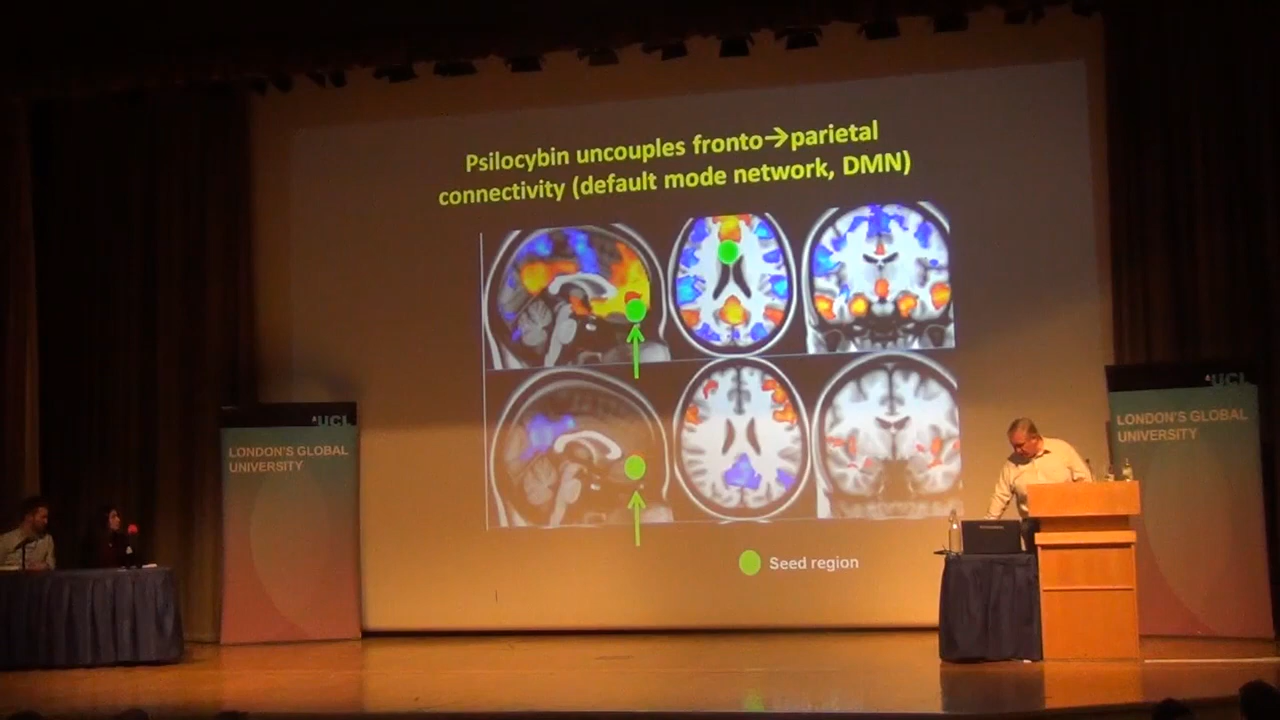 Psilocybin uncouples fronto→parietal
connectivity (default mode network, DMN)
Seed region
UCL
LONDON'S GLOBAL
UNIVERSITY
UCL
LONDON'S GLOBAL
UNIVERSITY